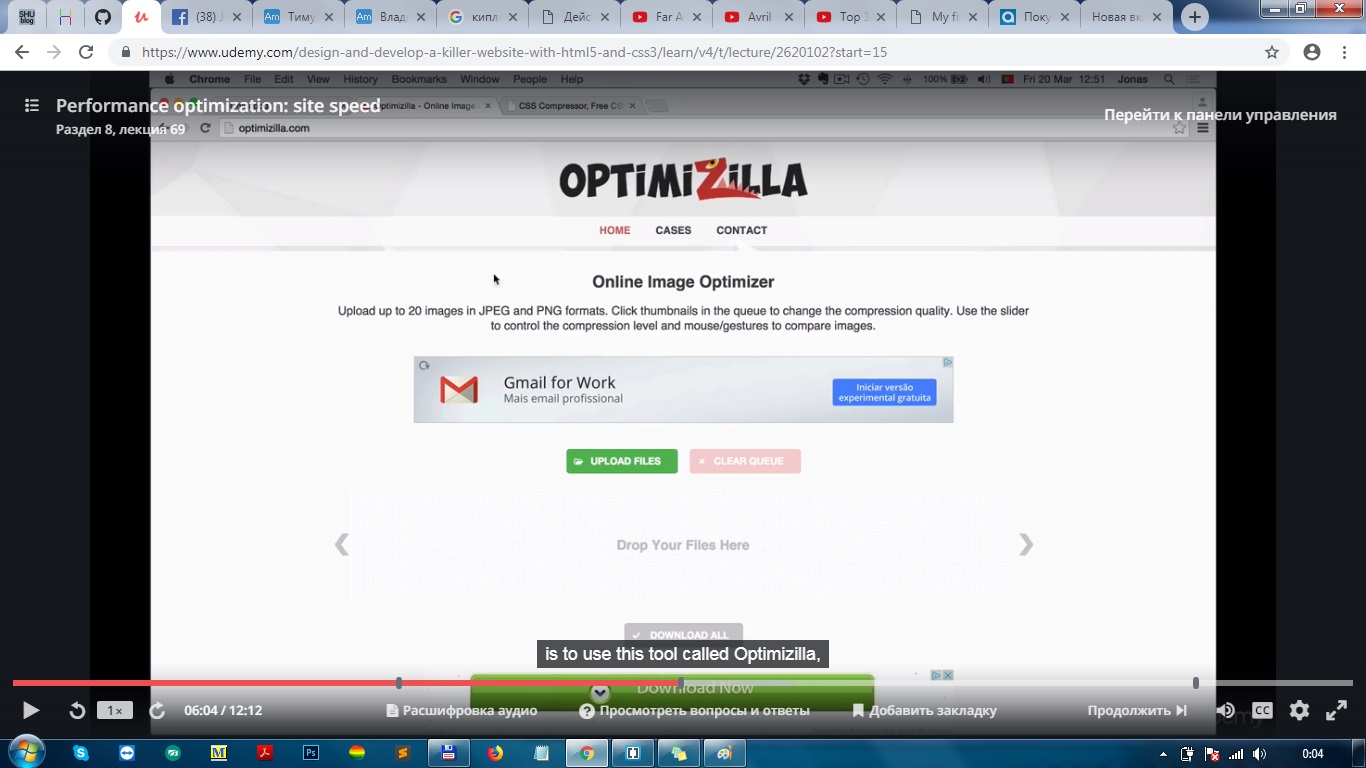 SHU
blog
(38)
Тиму
Влад
кипл
Дейс
Far A
Avril
Top 1
My fi
Поку
Новая вк
https://www.udemy.com/design-and-develop-a-killer-website-with-html5-and-css3/learn/v4/t/lecture/2620102?start=15
Chrome File Edit View History Bookmarks Window People Help 100% Fri 20 Mar 12:51 Jonas
Performance optimization: site speed
Optimizilla - Online Image
CSS Compressor, Free CS
Раздел 8, лекция 69
Перейти к панели управления
optimizilla.com
OPTIMIZILLA
HOME CASES CONTACT
Online Image Optimizer
Upload up to 20 images in JPEG and PNG formats. Click thumbnails in the queue to change the compression quality. Use the slider
to control the compression level and mouse/gestures to compare images.
Gmail for Work
Mais email profissional
Iniciar versão
experimental gratuita
UPLOAD FILES
CLEAR QUEUE
Drop Your Files Here
DOWNLOAD ALL
is to use this tool called Optimizilla,
Download Now
1×
06:04 / 12:12
Расшифровка аудио
Просмотреть вопросы и ответы
Добавить закладку
Продолжить
CC
0:04